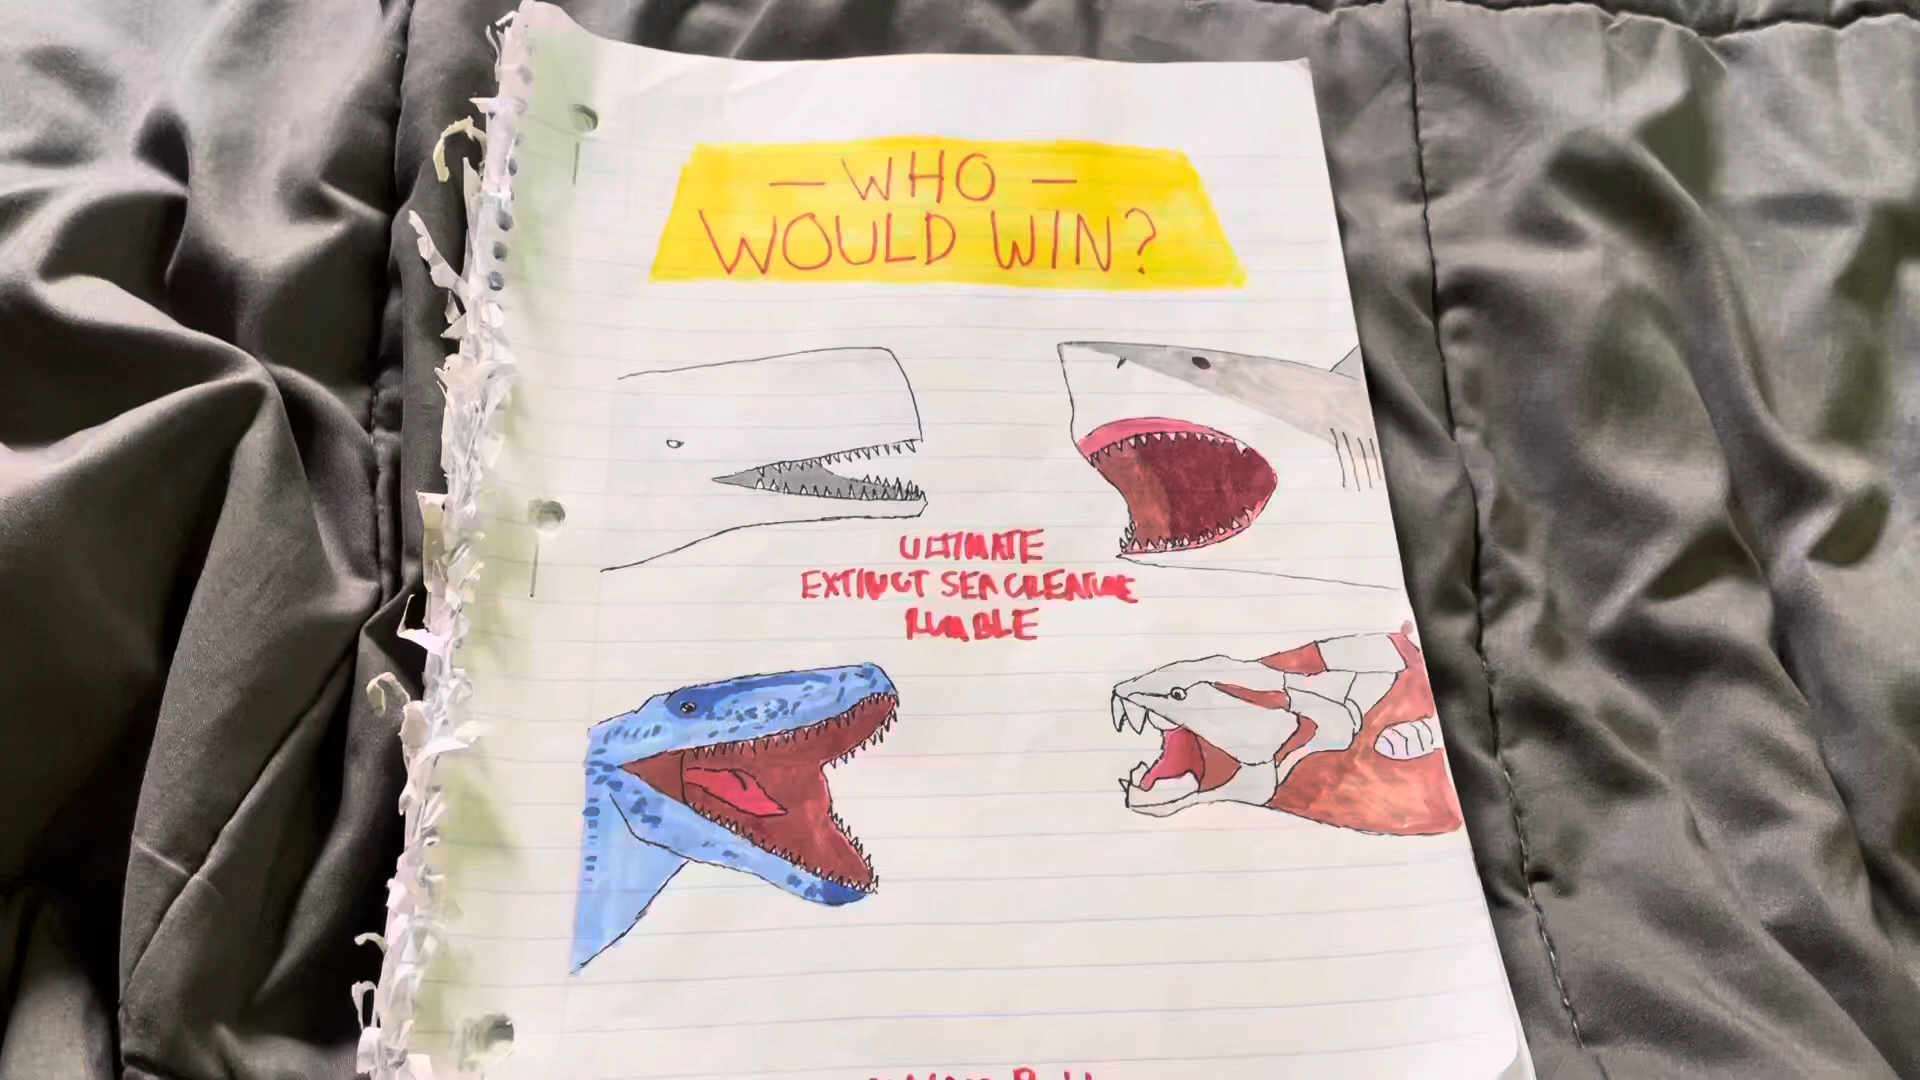 — WHO —
WOULD WIN?
ULTIMATE
EXTINCT SEA CREATURE
RUMBLE